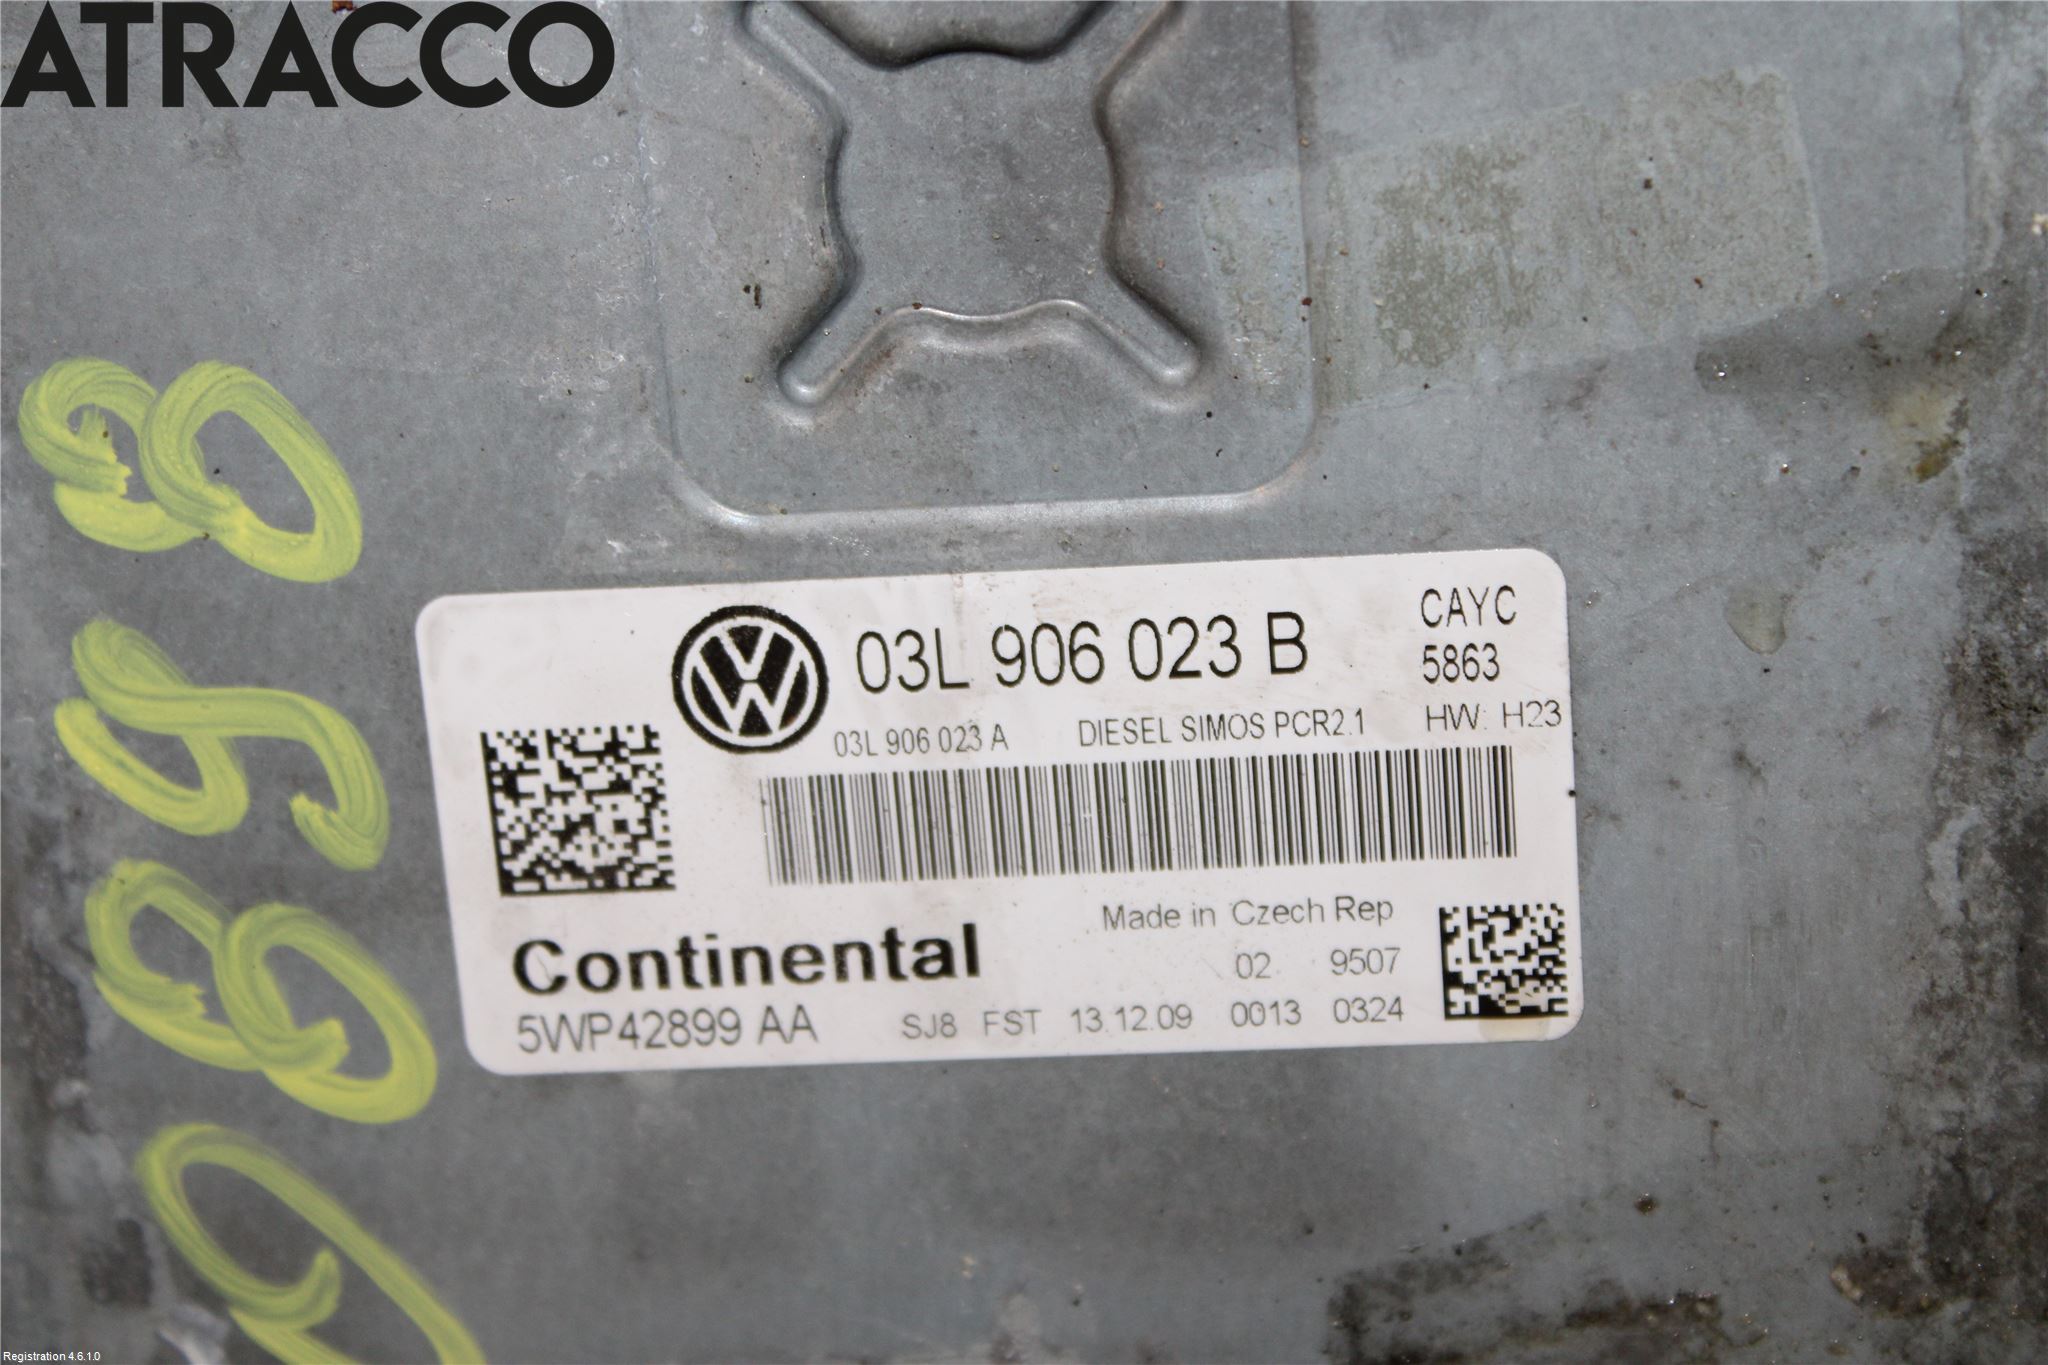 ATRACCO
03L 906 023 B
CAYC
5863
03L 906 023 A DIESEL SIMOS PCR2.1 HW: H23
Made in Czech Rep
Continental
02 9507
5WP42899 AA SJ8 FST 13.12.09 0013 0324
Registration 4.6.1.0